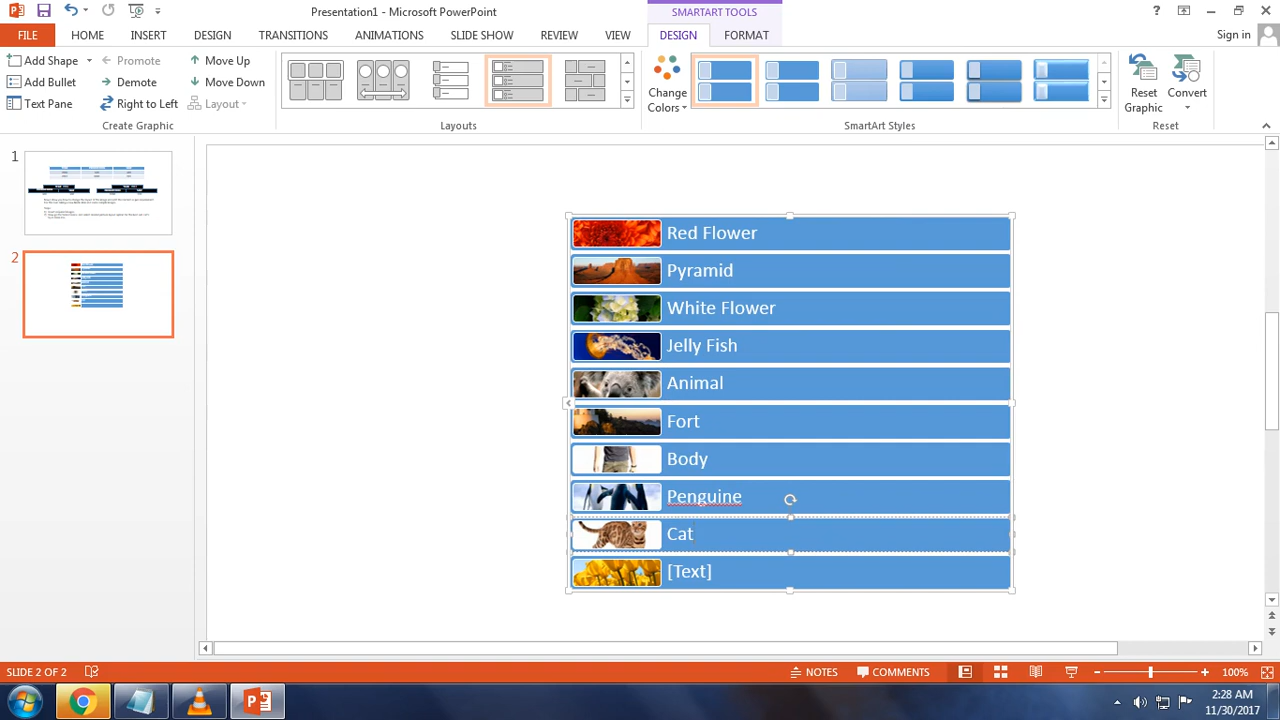 Presentation1 - Microsoft PowerPoint
SMARTART TOOLS
?
FILE HOME INSERT DESIGN TRANSITIONS ANIMATIONS SLIDE SHOW REVIEW VIEW DESIGN FORMAT Sign in
Add Shape Promote Move Up
Add Bullet Demote Move Down
Text Pane Right to Left Layout
Create Graphic
Layouts
Change Colors
SmartArt Styles
Reset Graphic
Convert
Reset
1
2
Red Flower
Pyramid
White Flower
Jelly Fish
Animal
Fort
Body
Penguine
Cat
[Text]
SLIDE 2 OF 2 NOTES COMMENTS 100%
2:28 AM
11/30/2017